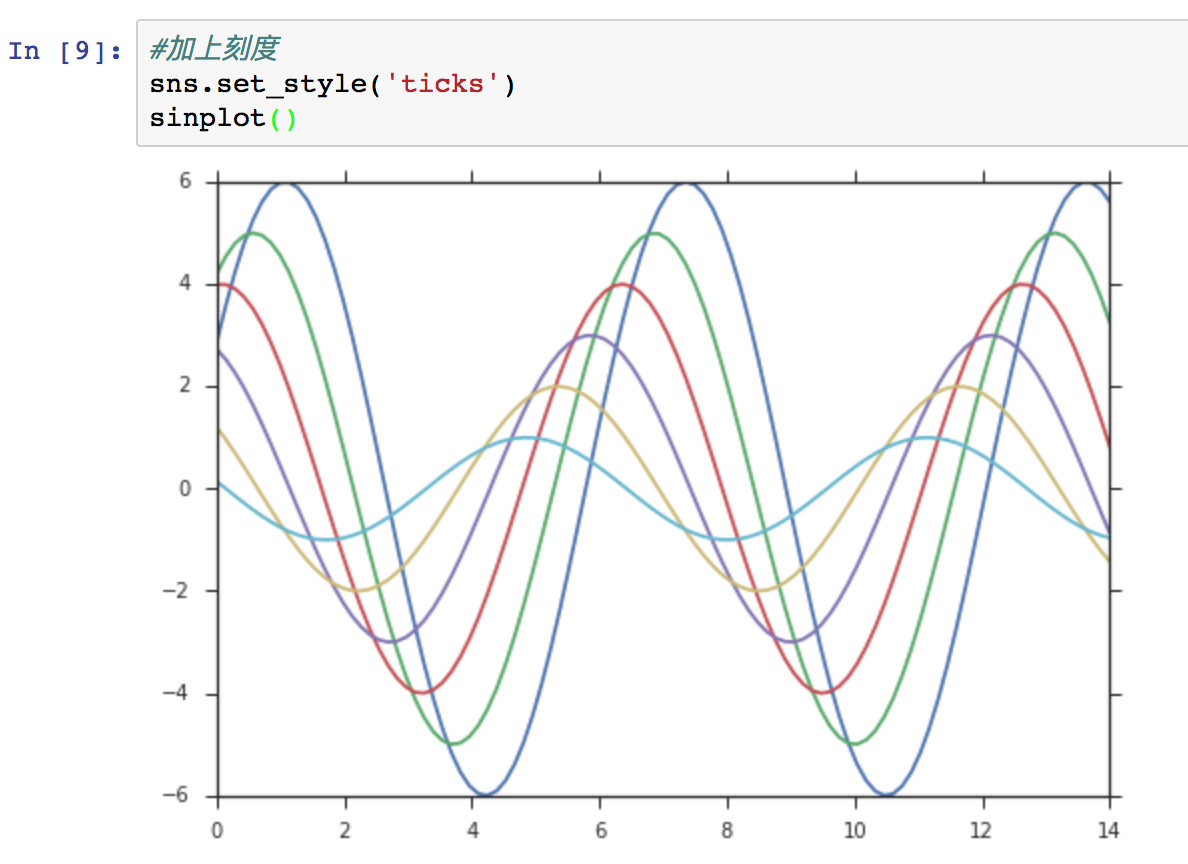 In [9]:
#加上刻度
sns.set_style('ticks')
sinplot()
6
4
2
0
−2
−4
−6
0 2 4 6 8 10 12 14